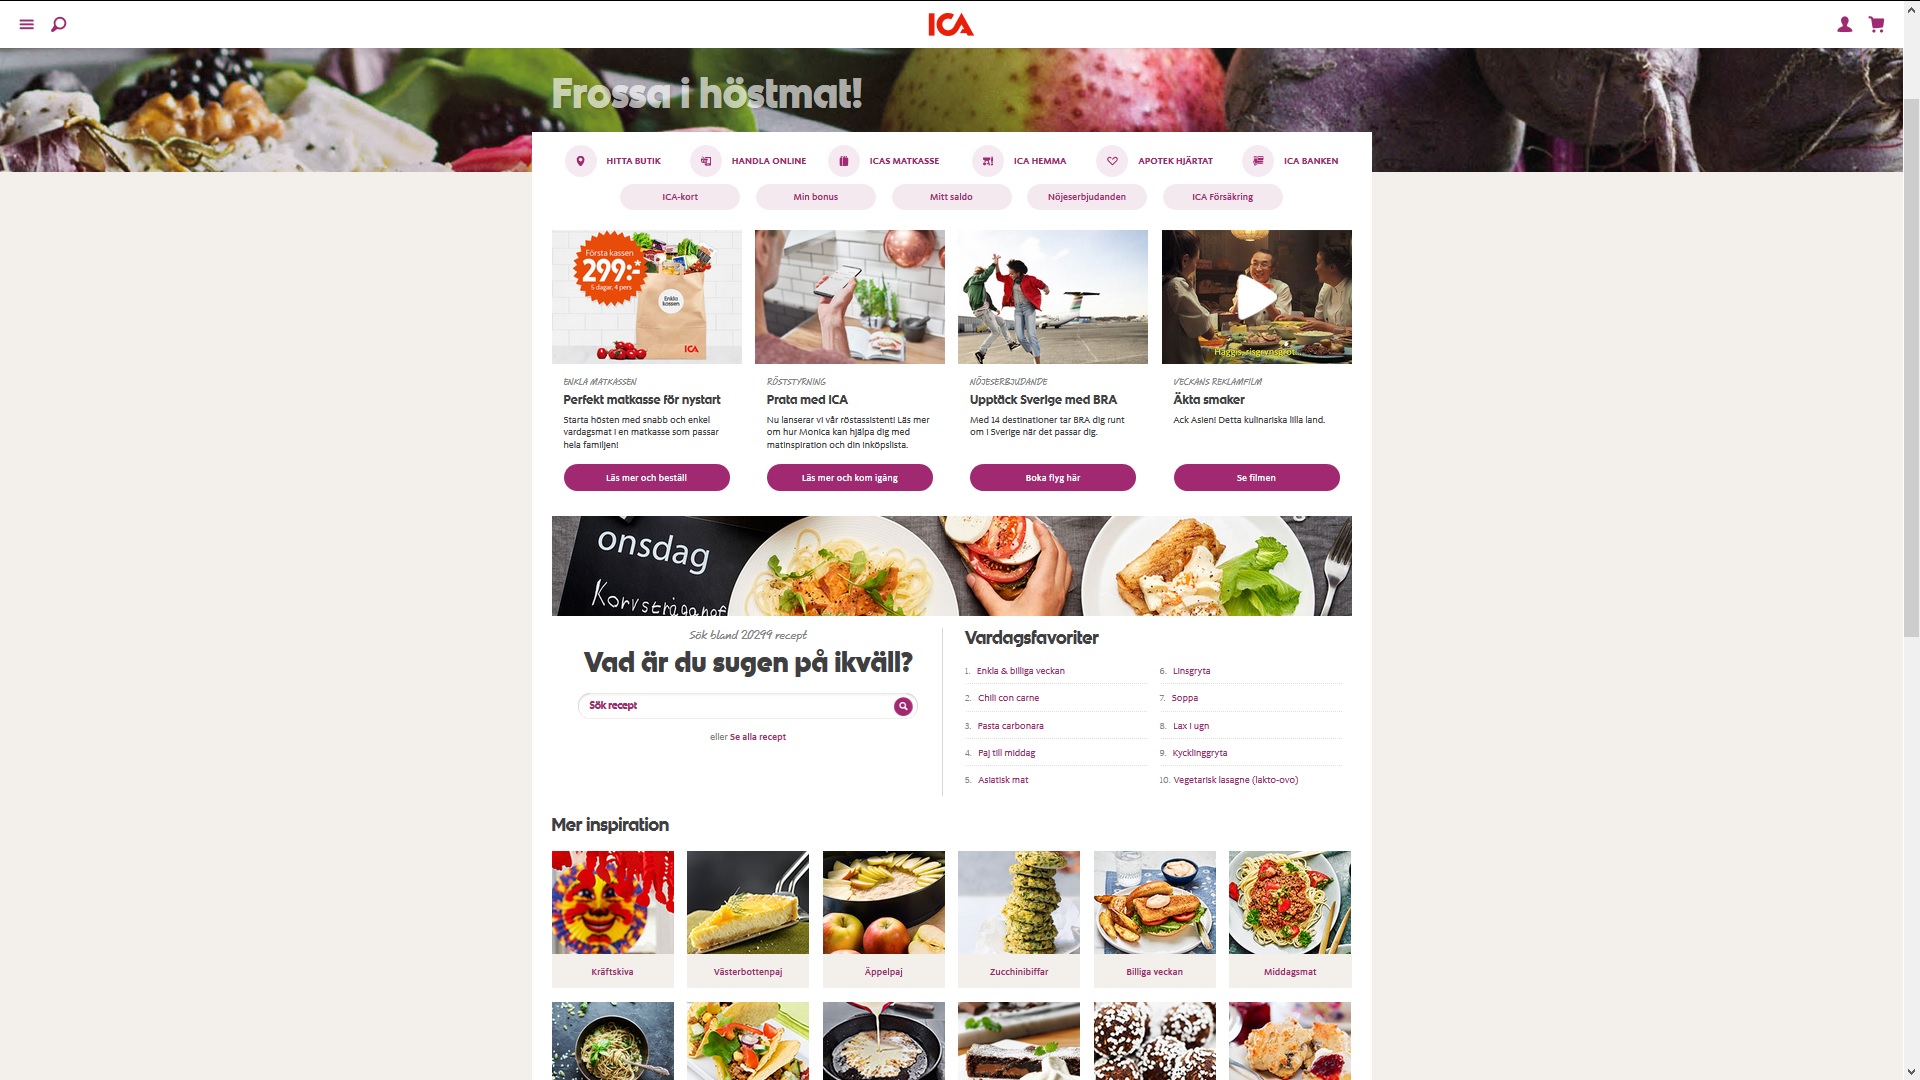 ICA
Frossa i höstmat!
HITTA BUTIK
HANDLA ONLINE
ICAS MATKASSE
ICA HEMMA
APOTEK HJÄRTAT
ICA BANKEN
ICA-kort
Min bonus
Mitt saldo
Nöjeserbjudanden
ICA Försäkring
Första kassen
299:-*
5 dagar, 4 pers
Enkla
kassen
ICA
Haggis, risgrynsgröt...
ENKLA MATKASSEN
Perfekt matkasse för nystart
Starta hösten med snabb och enkel
vardagsmat i en matkasse som passar
hela familjen!
Läs mer och beställ
RÖSTSTYRNING
Prata med ICA
Nu lanserar vi vår röstassistent! Läs mer
om hur Monica kan hjälpa dig med
matinspiration och din inköpslista.
Läs mer och kom igång
NÖJESERBJUDANDE
Upptäck Sverige med BRA
Med 14 destinationer tar BRA dig runt
om i Sverige när det passar dig.
Boka flyg här
VECKANS REKLAMFILM
Äkta smaker
Ack Asien! Detta kulinariska lilla land.
Se filmen
onsdag
Korvstroganof
Sök bland 20299 recept
Vad är du sugen på ikväll?
Sök recept
eller Se alla recept
Vardagsfavoriter
1. Enkla & billiga veckan
2. Chili con carne
3. Pasta carbonara
4. Paj till middag
5. Asiatisk mat
6. Linsgryta
7. Soppa
8. Lax i ugn
9. Kycklinggryta
10. Vegetarisk lasagne (lakto-ovo)
Mer inspiration
Kräftskiva
Västerbottenpaj
Äppelpaj
Zucchinibiffar
Billiga veckan
Middagsmat